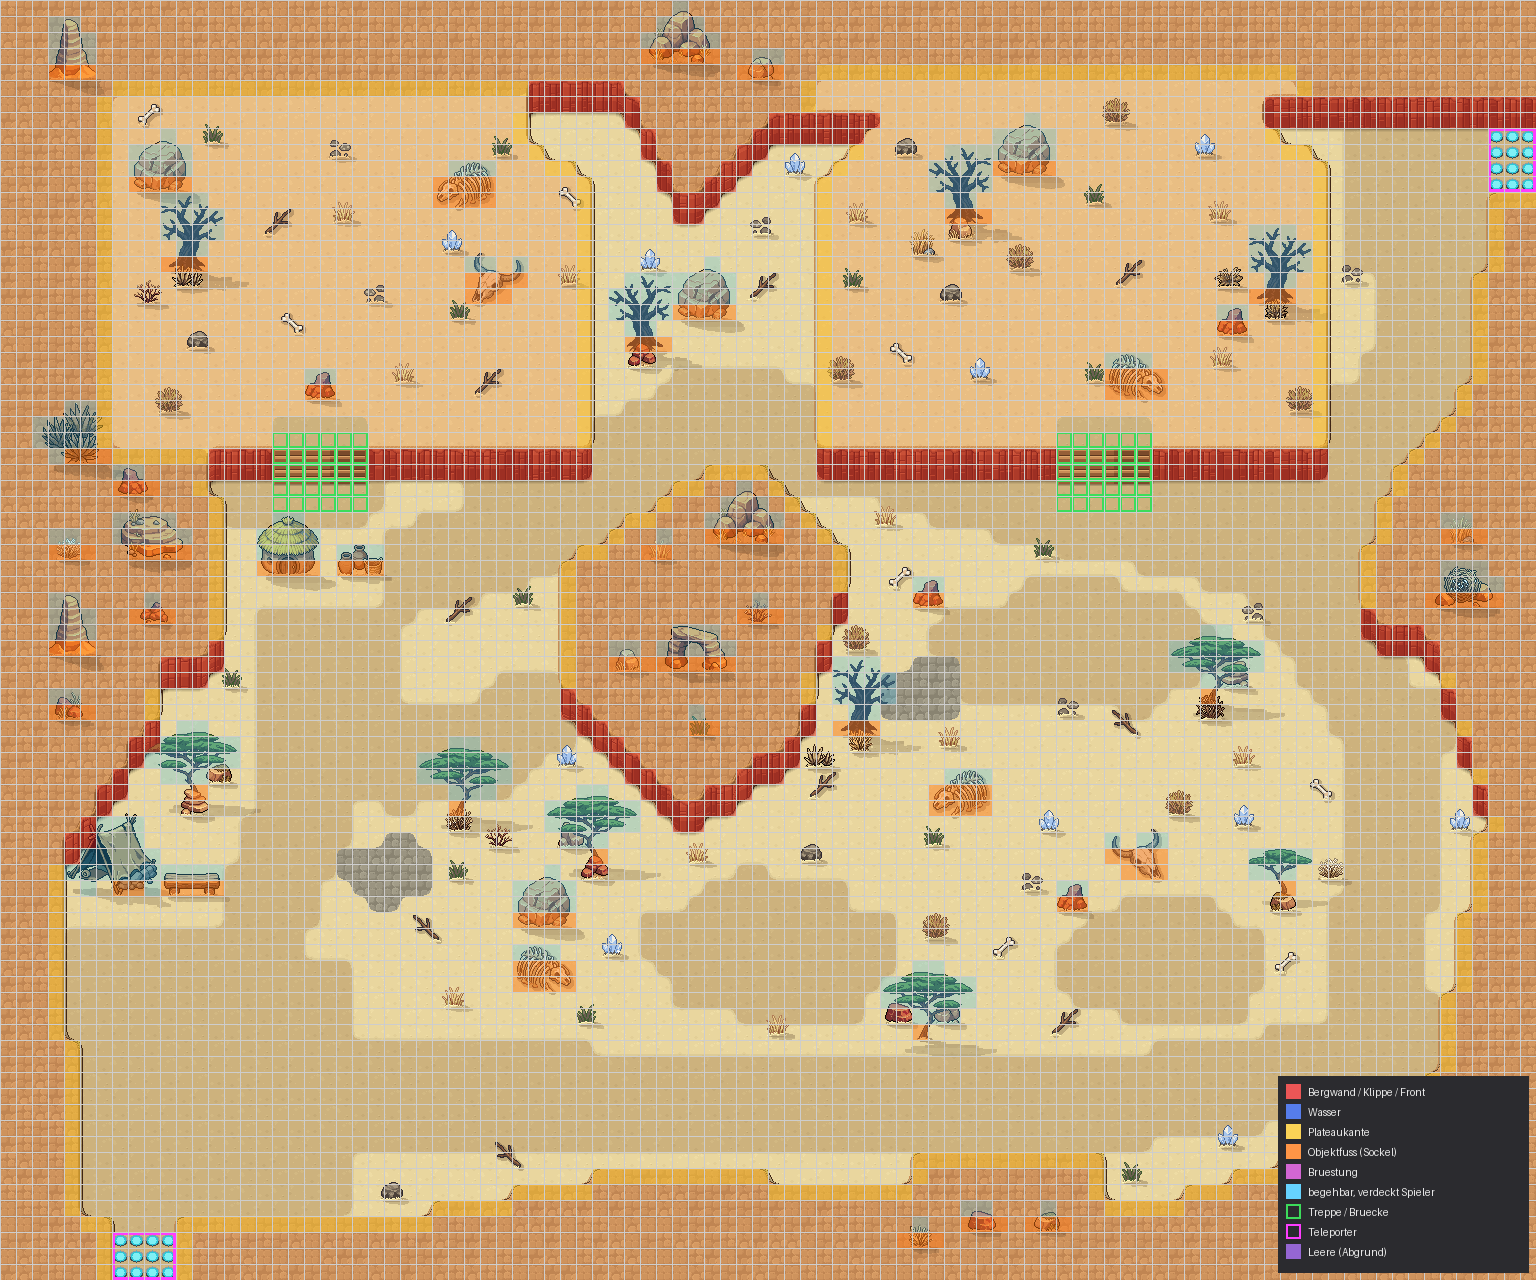 Bergwand / Klippe / Front
Wasser
Plateaukante
Objektfuss (Sockel)
Bruestung
begehbar, verdeckt Spieler
Treppe / Bruecke
Teleporter
Leere (Abgrund)